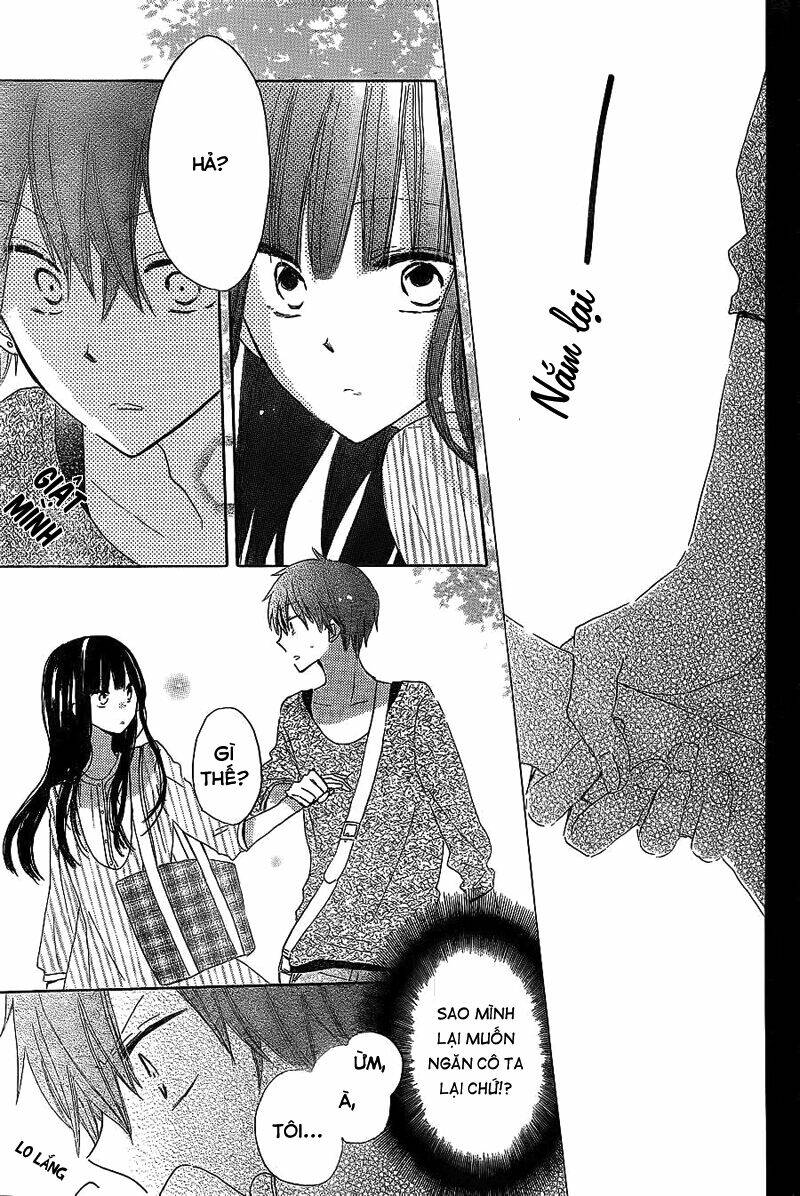 Nắm lại
HẢ?
GIẬT
MÌNH
GÌ
THẾ?
SAO MÌNH
LẠI MUỐN
NGĂN CÔ TA
LẠI CHỨ!?
ỪM,
À,
TÔI...
LO LẮNG